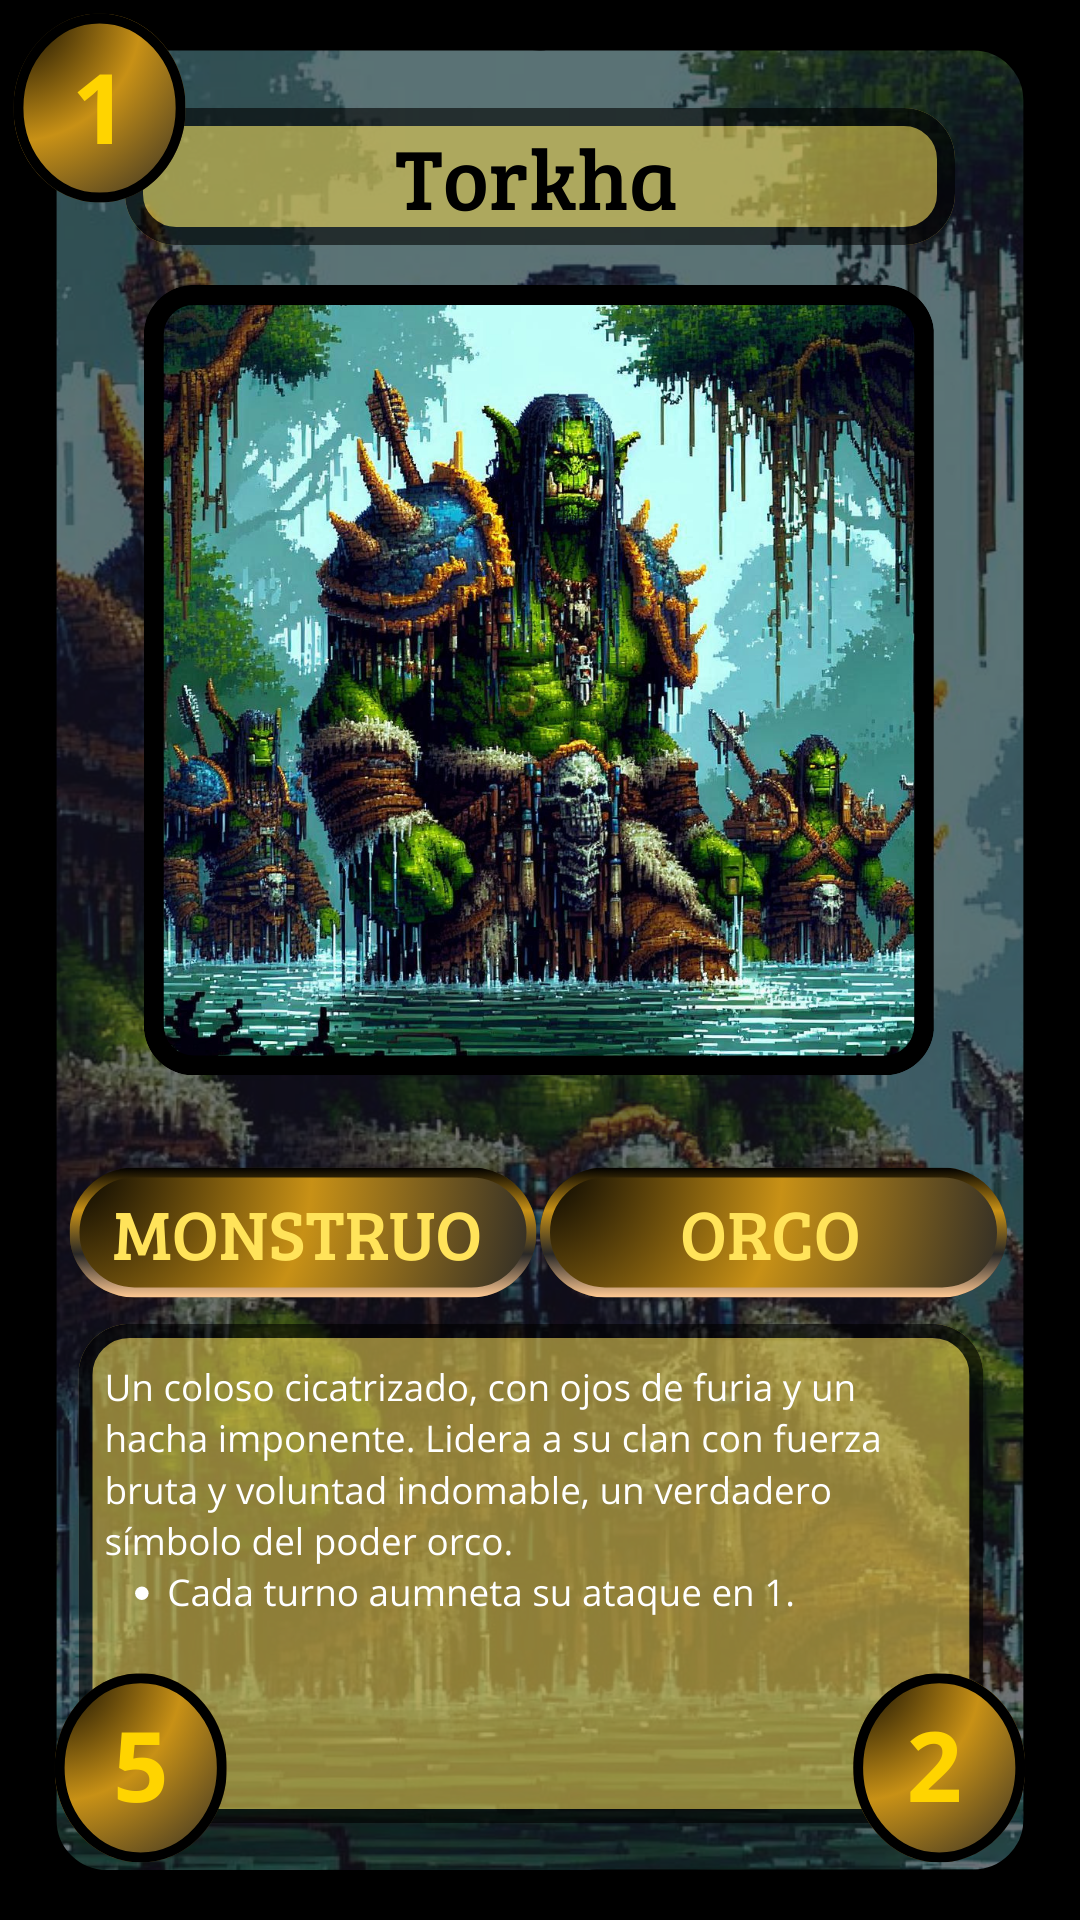 1
Torkha
MONSTRUO
ORCO
Un coloso cicatrizado, con ojos de furia y un
hacha imponente. Lidera a su clan con fuerza
bruta y voluntad indomable, un verdadero
símbolo del poder orco.
• Cada turno aumneta su ataque en 1.
5
2